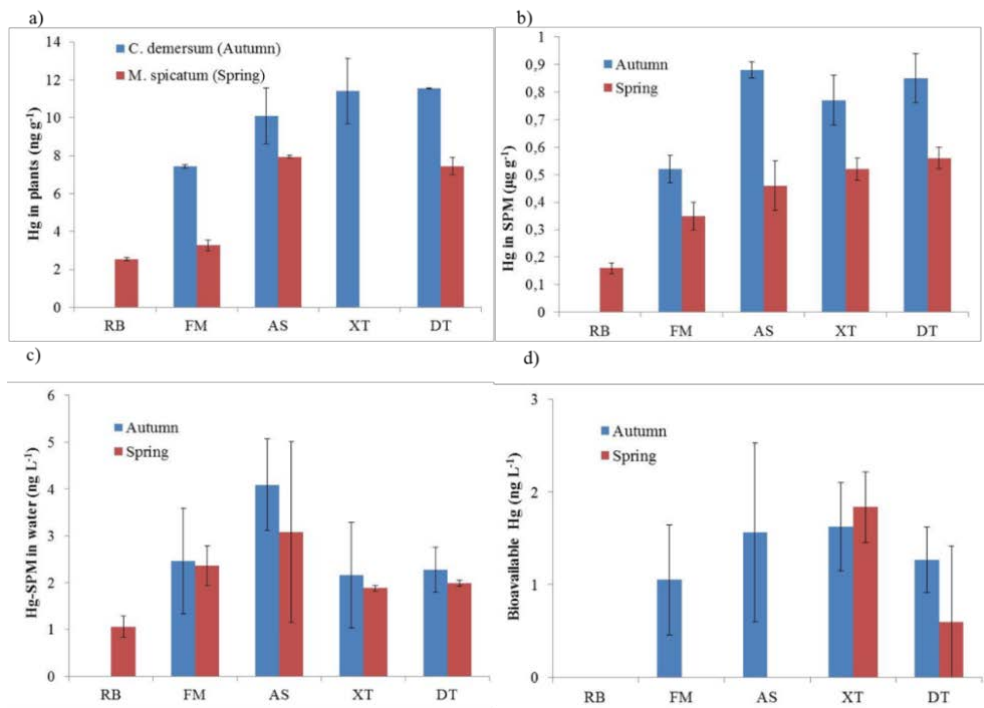 a)
14
12
10
8
6
4
2
0
Hg in plants (ng g⁻¹)
C. demersum (Autumn)
M. spicatum (Spring)
RB FM AS XT DT
b)
1
0,9
0,8
0,7
0,6
0,5
0,4
0,3
0,2
0,1
0
Hg in SPM (µg g⁻¹)
Autumn
Spring
RB FM AS XT DT
c)
6
5
4
3
2
1
0
Hg-SPM in water (ng L⁻¹)
Autumn
Spring
RB FM AS XT DT
d)
3
2
1
0
Bioavailable Hg (ng L⁻¹)
Autumn
Spring
RB FM AS XT DT